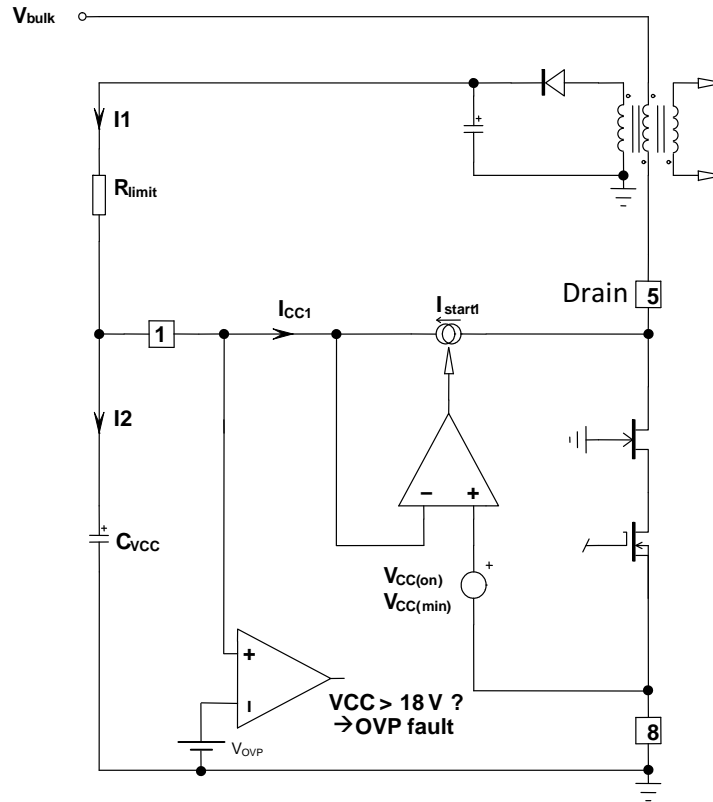 Vbulk
I1
Rlimit
Drain
5
1
ICC1
Istart1
I2
CVCC
VCC(on)
VCC(min)
VCC > 18 V ?
→OVP fault
VOVP
8